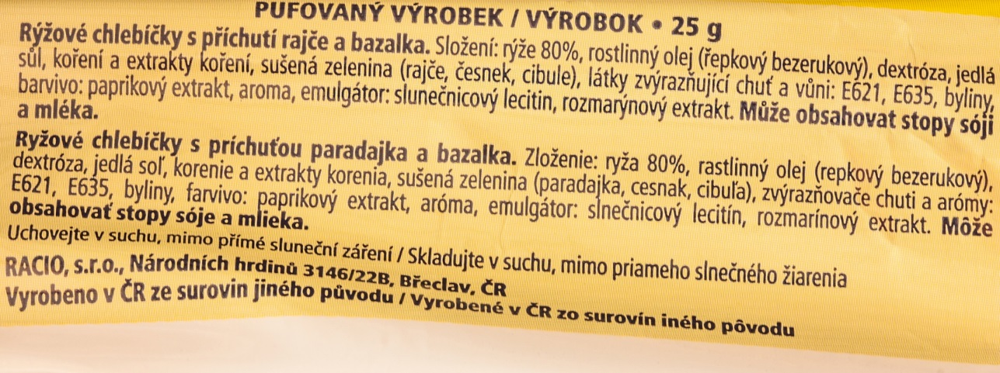 PUFOVANÝ VÝROBEK / VÝROBOK • 25 g
Rýžové chlebíčky s příchutí rajče a bazalka. Složení: rýže 80%, rostlinný olej (řepkový bezerukový), dextróza, jedlá
sůl, koření a extrakty koření, sušená zelenina (rajče, česnek, cibule), látky zvýrazňující chuť a vůni: E621, E635, byliny,
barvivo: paprikový extrakt, aroma, emulgátor: slunečnicový lecitin, rozmarýnový extrakt. Může obsahovat stopy sóji
a mléka.
Ryžové chlebíčky s príchuťou paradajka a bazalka. Zloženie: ryža 80%, rastlinný olej (repkový bezerukový),
dextróza, jedlá soľ, korenie a extrakty korenia, sušená zelenina (paradajka, cesnak, cibuľa), zvýrazňovače chuti a arómy:
E621, E635, byliny, farvivo: paprikový extrakt, aróma, emulgátor: slnečnicový lecitín, rozmarínový extrakt. Môže
obsahovať stopy sóje a mlieka.
Uchovejte v suchu, mimo přímé sluneční záření / Skladujte v suchu, mimo priameho slnečného žiarenia
RACIO, s.r.o., Národních hrdinů 3146/22B, Břeclav, ČR
Vyrobeno v ČR ze surovin jiného původu / Vyrobené v ČR zo surovín iného pôvodu